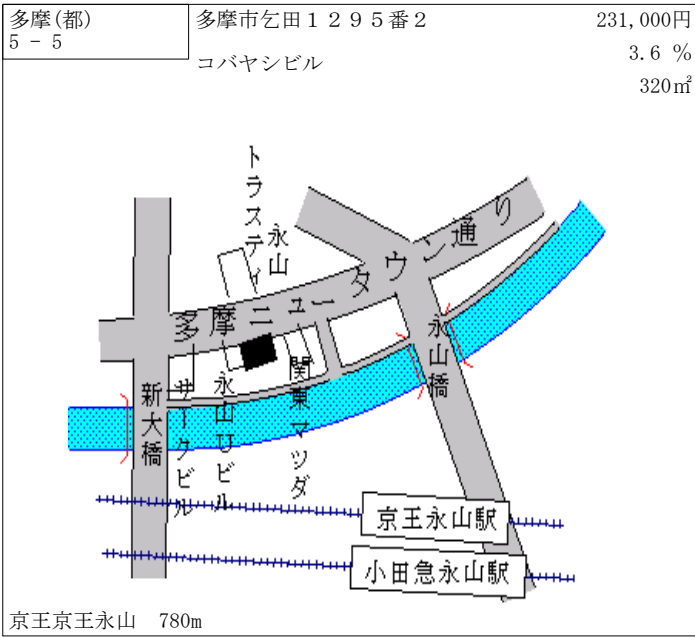 多摩(都)
5 - 5
多摩市乞田１２９５番２
コバヤシビル
231,000円
3.6 %
320㎡
トラスティ
永山
多摩ニュータウン通り
新大橋
サークビル
永山Uビル
関東マツダ
永山橋
京王永山駅
小田急永山駅
京王京王永山　780m